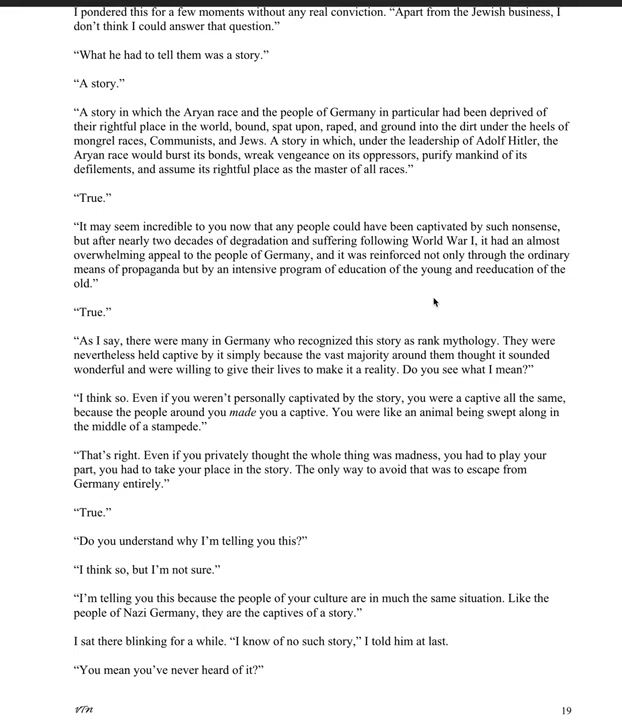 I pondered this for a few moments without any real conviction. “Apart from the Jewish business, I
don’t think I could answer that question.”
“What he had to tell them was a story.”
“A story.”
“A story in which the Aryan race and the people of Germany in particular had been deprived of
their rightful place in the world, bound, spat upon, raped, and ground into the dirt under the heels of
mongrel races, Communists, and Jews. A story in which, under the leadership of Adolf Hitler, the
Aryan race would burst its bonds, wreak vengeance on its oppressors, purify mankind of its
defilements, and assume its rightful place as the master of all races.”
“True.”
“It may seem incredible to you now that any people could have been captivated by such nonsense,
but after nearly two decades of degradation and suffering following World War I, it had an almost
overwhelming appeal to the people of Germany, and it was reinforced not only through the ordinary
means of propaganda but by an intensive program of education of the young and reeducation of the
old.”
“True.”
“As I say, there were many in Germany who recognized this story as rank mythology. They were
nevertheless held captive by it simply because the vast majority around them thought it sounded
wonderful and were willing to give their lives to make it a reality. Do you see what I mean?”
“I think so. Even if you weren’t personally captivated by the story, you were a captive all the same,
because the people around you made you a captive. You were like an animal being swept along in
the middle of a stampede.”
“That’s right. Even if you privately thought the whole thing was madness, you had to play your
part, you had to take your place in the story. The only way to avoid that was to escape from
Germany entirely.”
“True.”
“Do you understand why I’m telling you this?”
“I think so, but I’m not sure.”
“I’m telling you this because the people of your culture are in much the same situation. Like the
people of Nazi Germany, they are the captives of a story.”
I sat there blinking for a while. “I know of no such story,” I told him at last.
“You mean you’ve never heard of it?”
19